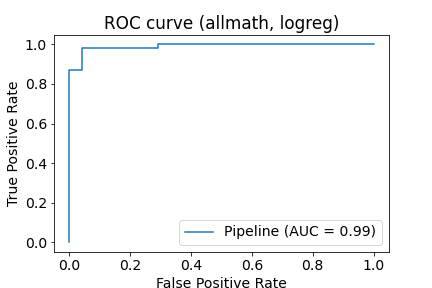 ROC curve (allmath, logreg)
1.0
0.8
0.6
0.4
0.2
0.0
True Positive Rate
Pipeline (AUC = 0.99)
0.0 0.2 0.4 0.6 0.8 1.0
False Positive Rate